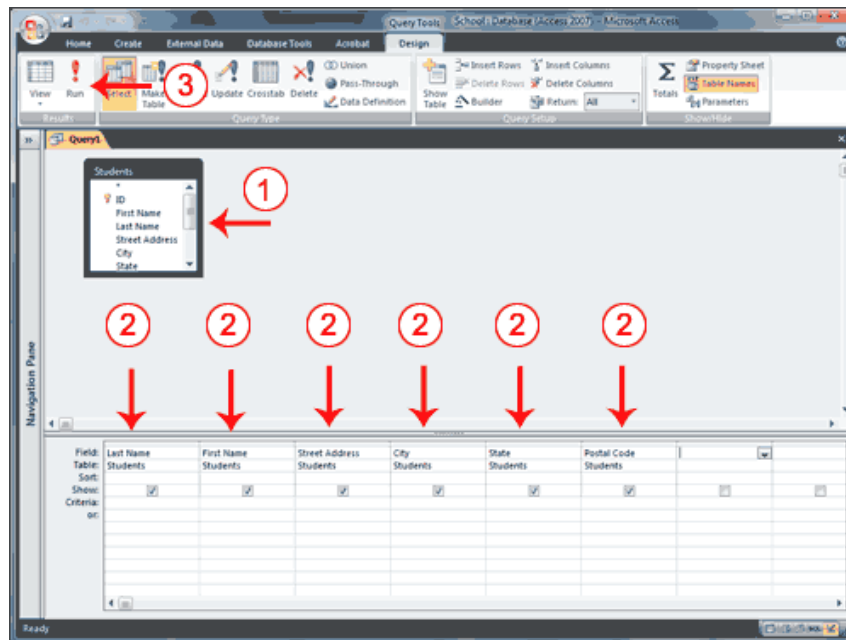 Query Tools School : Database (Access 2007) - Microsoft Access
Home Create External Data Database Tools Acrobat Design
View
Run
3
Select
Make
Table
Update Crosstab Delete
Union
Pass-Through
Data Definition
Show
Table
Insert Rows
Delete Rows
Builder
Insert Columns
Delete Columns
Return: All
Totals
Property Sheet
Table Names
Parameters
Results Query Type Query Setup Show/Hide
Query1
Students
*
ID
First Name
Last Name
Street Address
City
State
1
2 2 2 2 2 2
Navigation Pane
Field: Last Name First Name Street Address City State Postal Code
Table: Students Students Students Students Students Students
Sort:
Show:
Criteria:
or:
Ready